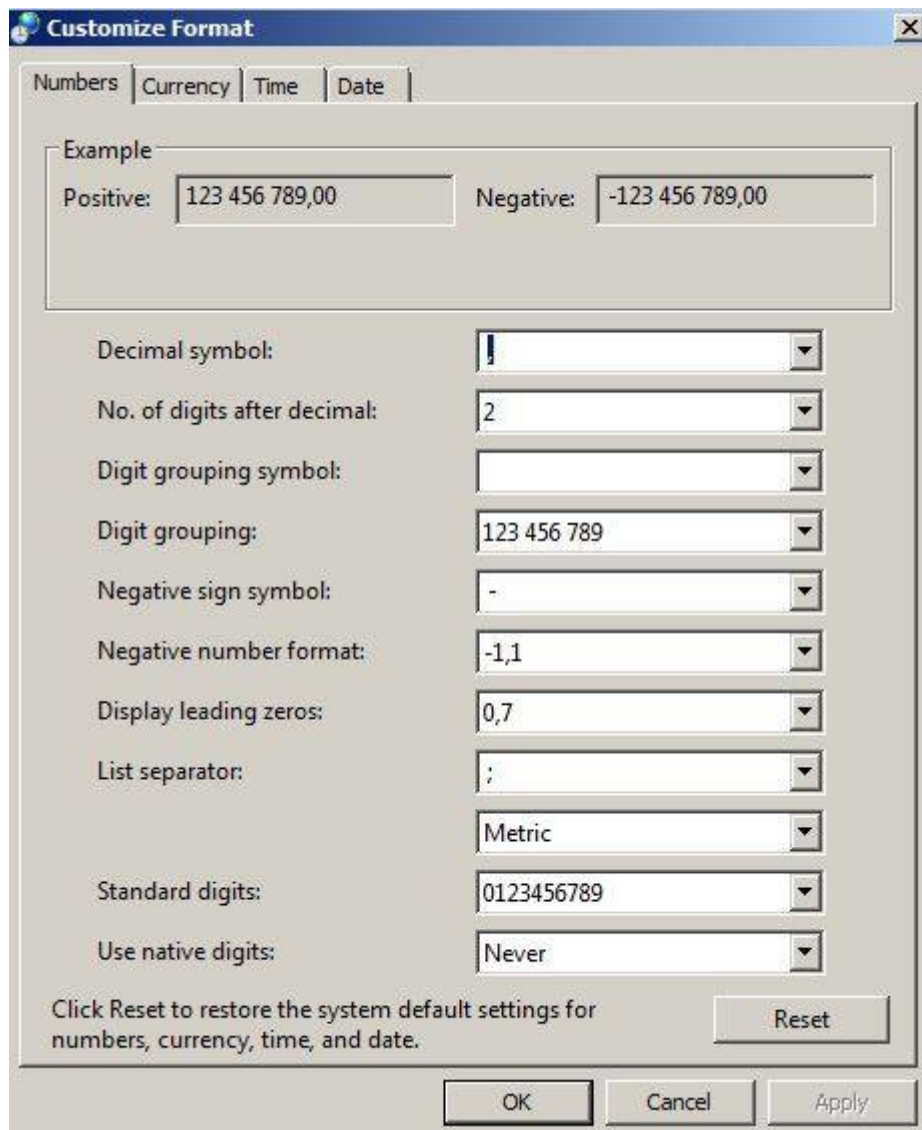 Customize Format
Numbers Currency Time Date
Example
Positive: 123 456 789,00 Negative: -123 456 789,00
Decimal symbol: ,
No. of digits after decimal: 2
Digit grouping symbol:
Digit grouping: 123 456 789
Negative sign symbol: -
Negative number format: -1,1
Display leading zeros: 0,7
List separator: ;
Metric
Standard digits: 0123456789
Use native digits: Never
Click Reset to restore the system default settings for
numbers, currency, time, and date.
Reset
OK Cancel Apply